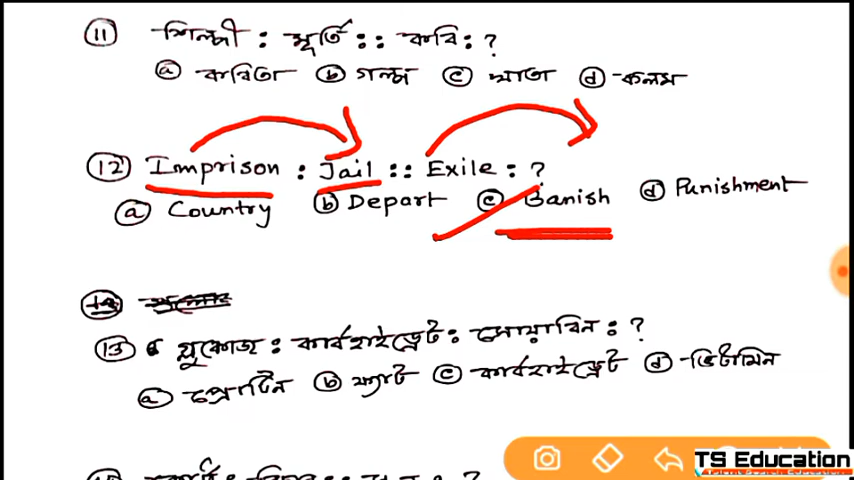 11 শিল্পী : মূর্তি :: কবি : ?
a কবিতা b গল্প c খাতা d কলম
12 Imprison : Jail :: Exile : ?
a Country b Depart c Banish d Punishment
13 গ্লুকোজ : কার্বহাইড্রেট : সোয়াবিন : ?
a প্রোটিন b ফ্যাট c কার্বহাইড্রেট d ভিটামিন
TS Education